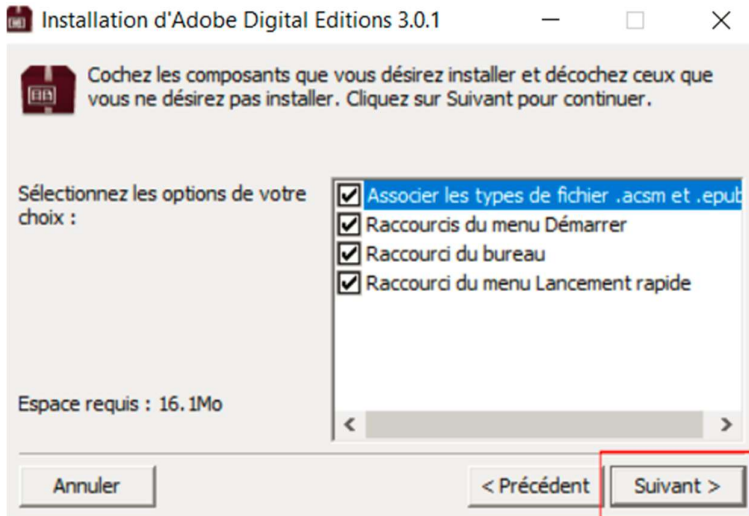 Installation d'Adobe Digital Editions 3.0.1
Cochez les composants que vous désirez installer et décochez ceux que
vous ne désirez pas installer. Cliquez sur Suivant pour continuer.
Sélectionnez les options de votre
choix :
Associer les types de fichier .acsm et .epub
Raccourcis du menu Démarrer
Raccourci du bureau
Raccourci du menu Lancement rapide
Espace requis : 16.1Mo
Annuler
< Précédent
Suivant >